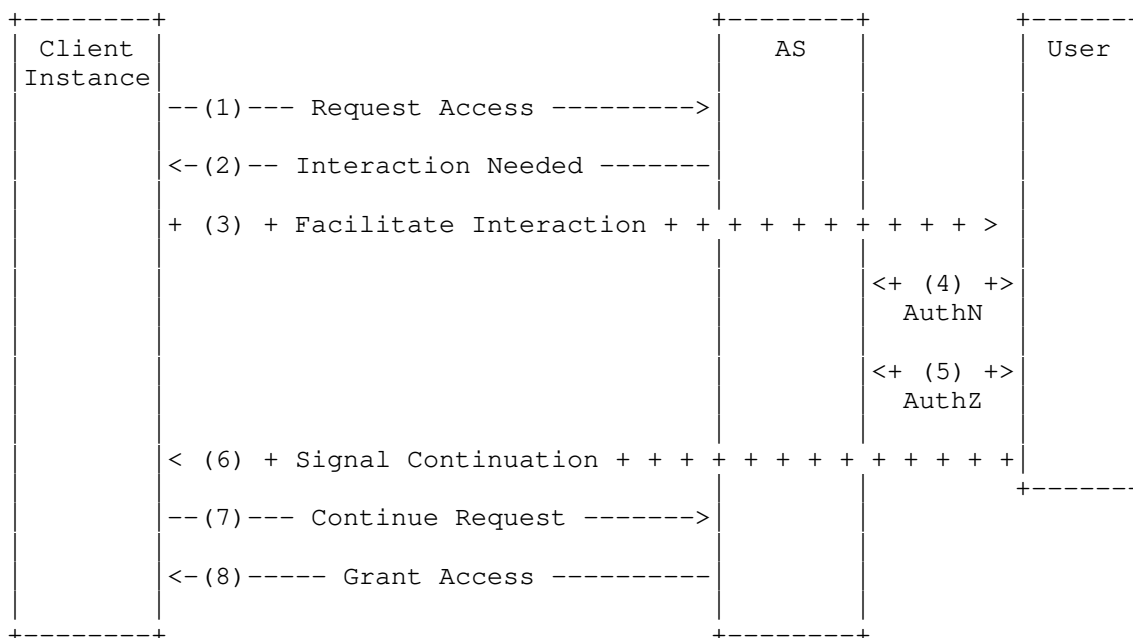 Client AS User
Instance
--(1)--- Request Access --------->
<-(2)-- Interaction Needed -------
+ (3) + Facilitate Interaction + + + + + + + + + + >
<+ (4) +>
AuthN
<+ (5) +>
AuthZ
< (6) + Signal Continuation + + + + + + + + + + + + +
--(7)--- Continue Request ------->
<-(8)----- Grant Access ----------